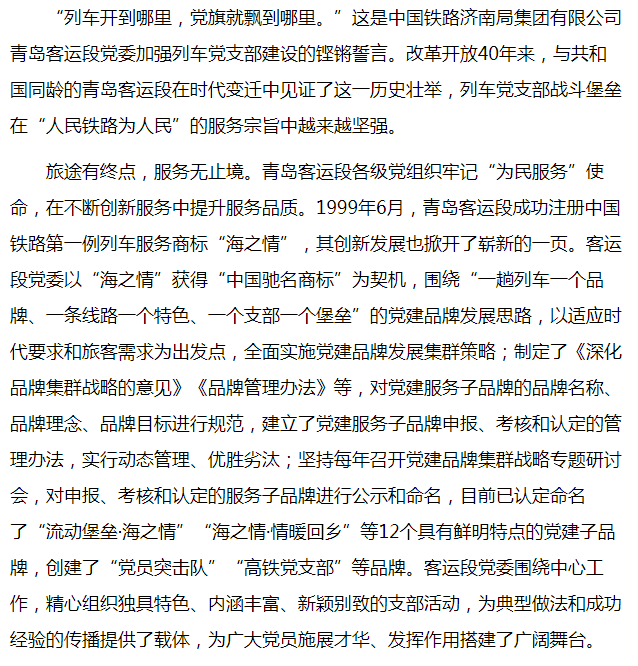 “列车开到哪里，党旗就飘到哪里。”这是中国铁路济南局集团有限公司
青岛客运段党委加强列车党支部建设的铿锵誓言。改革开放40年来，与共和
国同龄的青岛客运段在时代变迁中见证了这一历史壮举，列车党支部战斗堡垒
在“人民铁路为人民”的服务宗旨中越来越坚强。
旅途有终点，服务无止境。青岛客运段各级党组织牢记“为民服务”使
命，在不断创新服务中提升服务品质。1999年6月，青岛客运段成功注册中国
铁路第一例列车服务商标“海之情”，其创新发展也掀开了崭新的一页。客运
段党委以“海之情”获得“中国驰名商标”为契机，围绕“一趟列车一个品
牌、一条线路一个特色、一个支部一个堡垒”的党建品牌发展思路，以适应时
代要求和旅客需求为出发点，全面实施党建品牌发展集群策略；制定了《深化
品牌集群战略的意见》《品牌管理办法》等，对党建服务子品牌的品牌名称、
品牌理念、品牌目标进行规范，建立了党建服务子品牌申报、考核和认定的管
理办法，实行动态管理、优胜劣汰；坚持每年召开党建品牌集群战略专题研讨
会，对申报、考核和认定的服务子品牌进行公示和命名，目前已认定命名
了“流动堡垒·海之情”“海之情·情暖回乡”等12个具有鲜明特点的党建子品
牌，创建了“党员突击队”“高铁党支部”等品牌。客运段党委围绕中心工
作，精心组织独具特色、内涵丰富、新颖别致的支部活动，为典型做法和成功
经验的传播提供了载体，为广大党员施展才华、发挥作用搭建了广阔舞台。